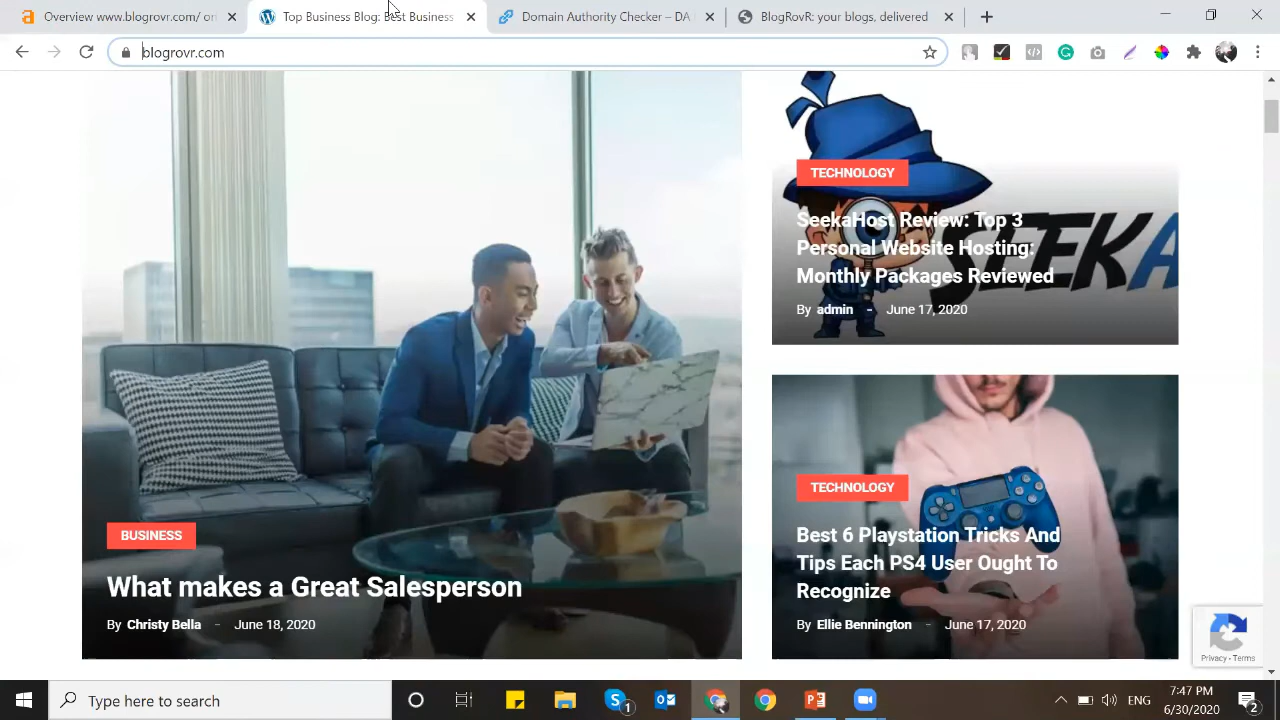 Overview www.blogrovr.com/ on
Top Business Blog: Best Business
Domain Authority Checker – DA
BlogRovR: your blogs, delivered
blogrovr.com
TECHNOLOGY
SeekaHost Review: Top 3
Personal Website Hosting:
Monthly Packages Reviewed
By admin - June 17, 2020
SEEKA
BUSINESS
What makes a Great Salesperson
By Christy Bella - June 18, 2020
TECHNOLOGY
Best 6 Playstation Tricks And
Tips Each PS4 User Ought To
Recognize
By Ellie Bennington - June 17, 2020
Privacy - Terms
Type here to search
1
ENG
7:47 PM
6/30/2020
2